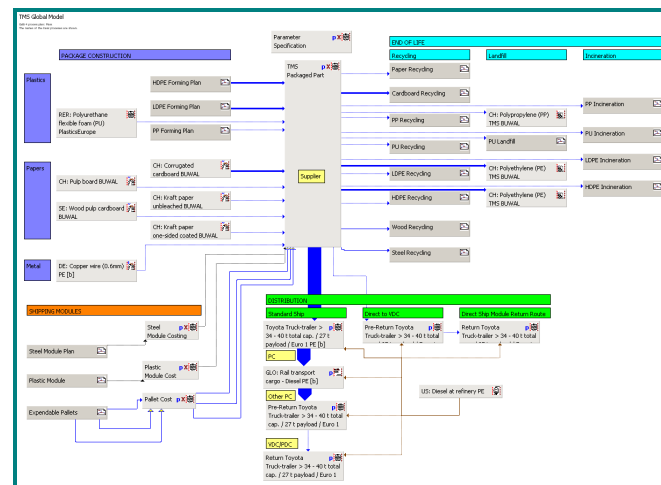 TMS Global Model
Parameter
Specification
END OF LIFE
PACKAGE CONSTRUCTION
Recycling
Landfill
Incineration
TMS
Packaged Part
Paper Recycling
Plastics
HDPE Forming Plan
Cardboard Recycling
LDPE Forming Plan
PP Incineration
RER: Polyurethane
flexible foam (PU)
PlasticsEurope
PP Recycling
CH: Polypropylene (PP)
TMS BUWAL
PP Forming Plan
PU Incineration
PU Recycling
PU Landfill
LDPE Incineration
Papers
CH: Corrugated
cardboard BUWAL
Supplier
LDPE Recycling
CH: Polyethylene (PE)
TMS BUWAL
CH: Pulp board BUWAL
HDPE Incineration
CH: Kraft paper
unbleached BUWAL
HDPE Recycling
CH: Polyethylene (PE)
TMS BUWAL
SE: Wood pulp cardboard
BUWAL
CH: Kraft paper
one-sided coated BUWAL
Wood Recycling
Steel Recycling
Metal
DE: Copper wire (0.6mm)
PE [b]
DISTRIBUTION
SHIPPING MODULES
Standard Ship
Direct to VDC
Direct Ship Module Return Route
Steel
Module Costing
Toyota Truck-trailer >
34 - 40 t total cap. / 27 t
payload / Euro 1 PE [b]
Pre-Return Toyota
Truck-trailer > 34 - 40 t total
Return Toyota
Truck-trailer > 34 - 40 t total
Steel Module Plan
PC
Plastic
Module Cost
GLO: Rail transport
cargo - Diesel PE [b]
Plastic Module
US: Diesel at refinery PE
Other PC
Pallet Cost
Pre-Return Toyota
Truck-trailer > 34 - 40 t total
cap. / 27 t payload / Euro 1
Expendable Pallets
VDC/PDC
Return Toyota
Truck-trailer > 34 - 40 t total
cap. / 27 t payload / Euro 1